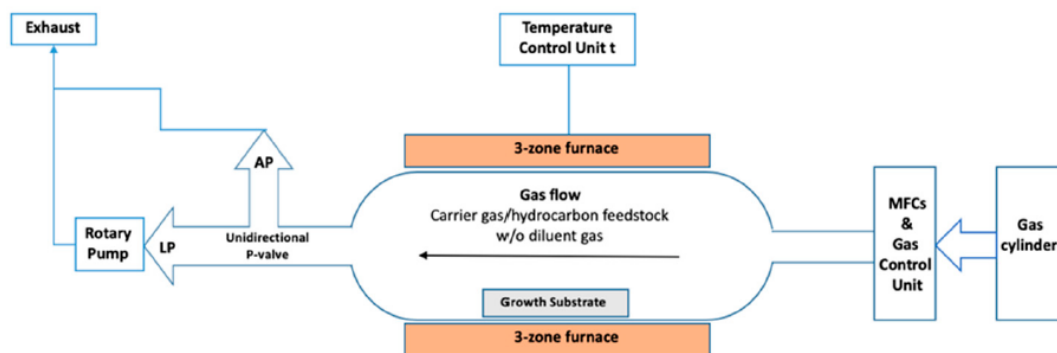 Exhaust
Temperature
Control Unit t
3-zone furnace
AP
Gas flow
Carrier gas/hydrocarbon feedstock
w/o diluent gas
MFCs
&
Gas
Control
Unit
Gas
cylinder
Rotary
Pump
LP
Unidirectional
P-valve
Growth Substrate
3-zone furnace